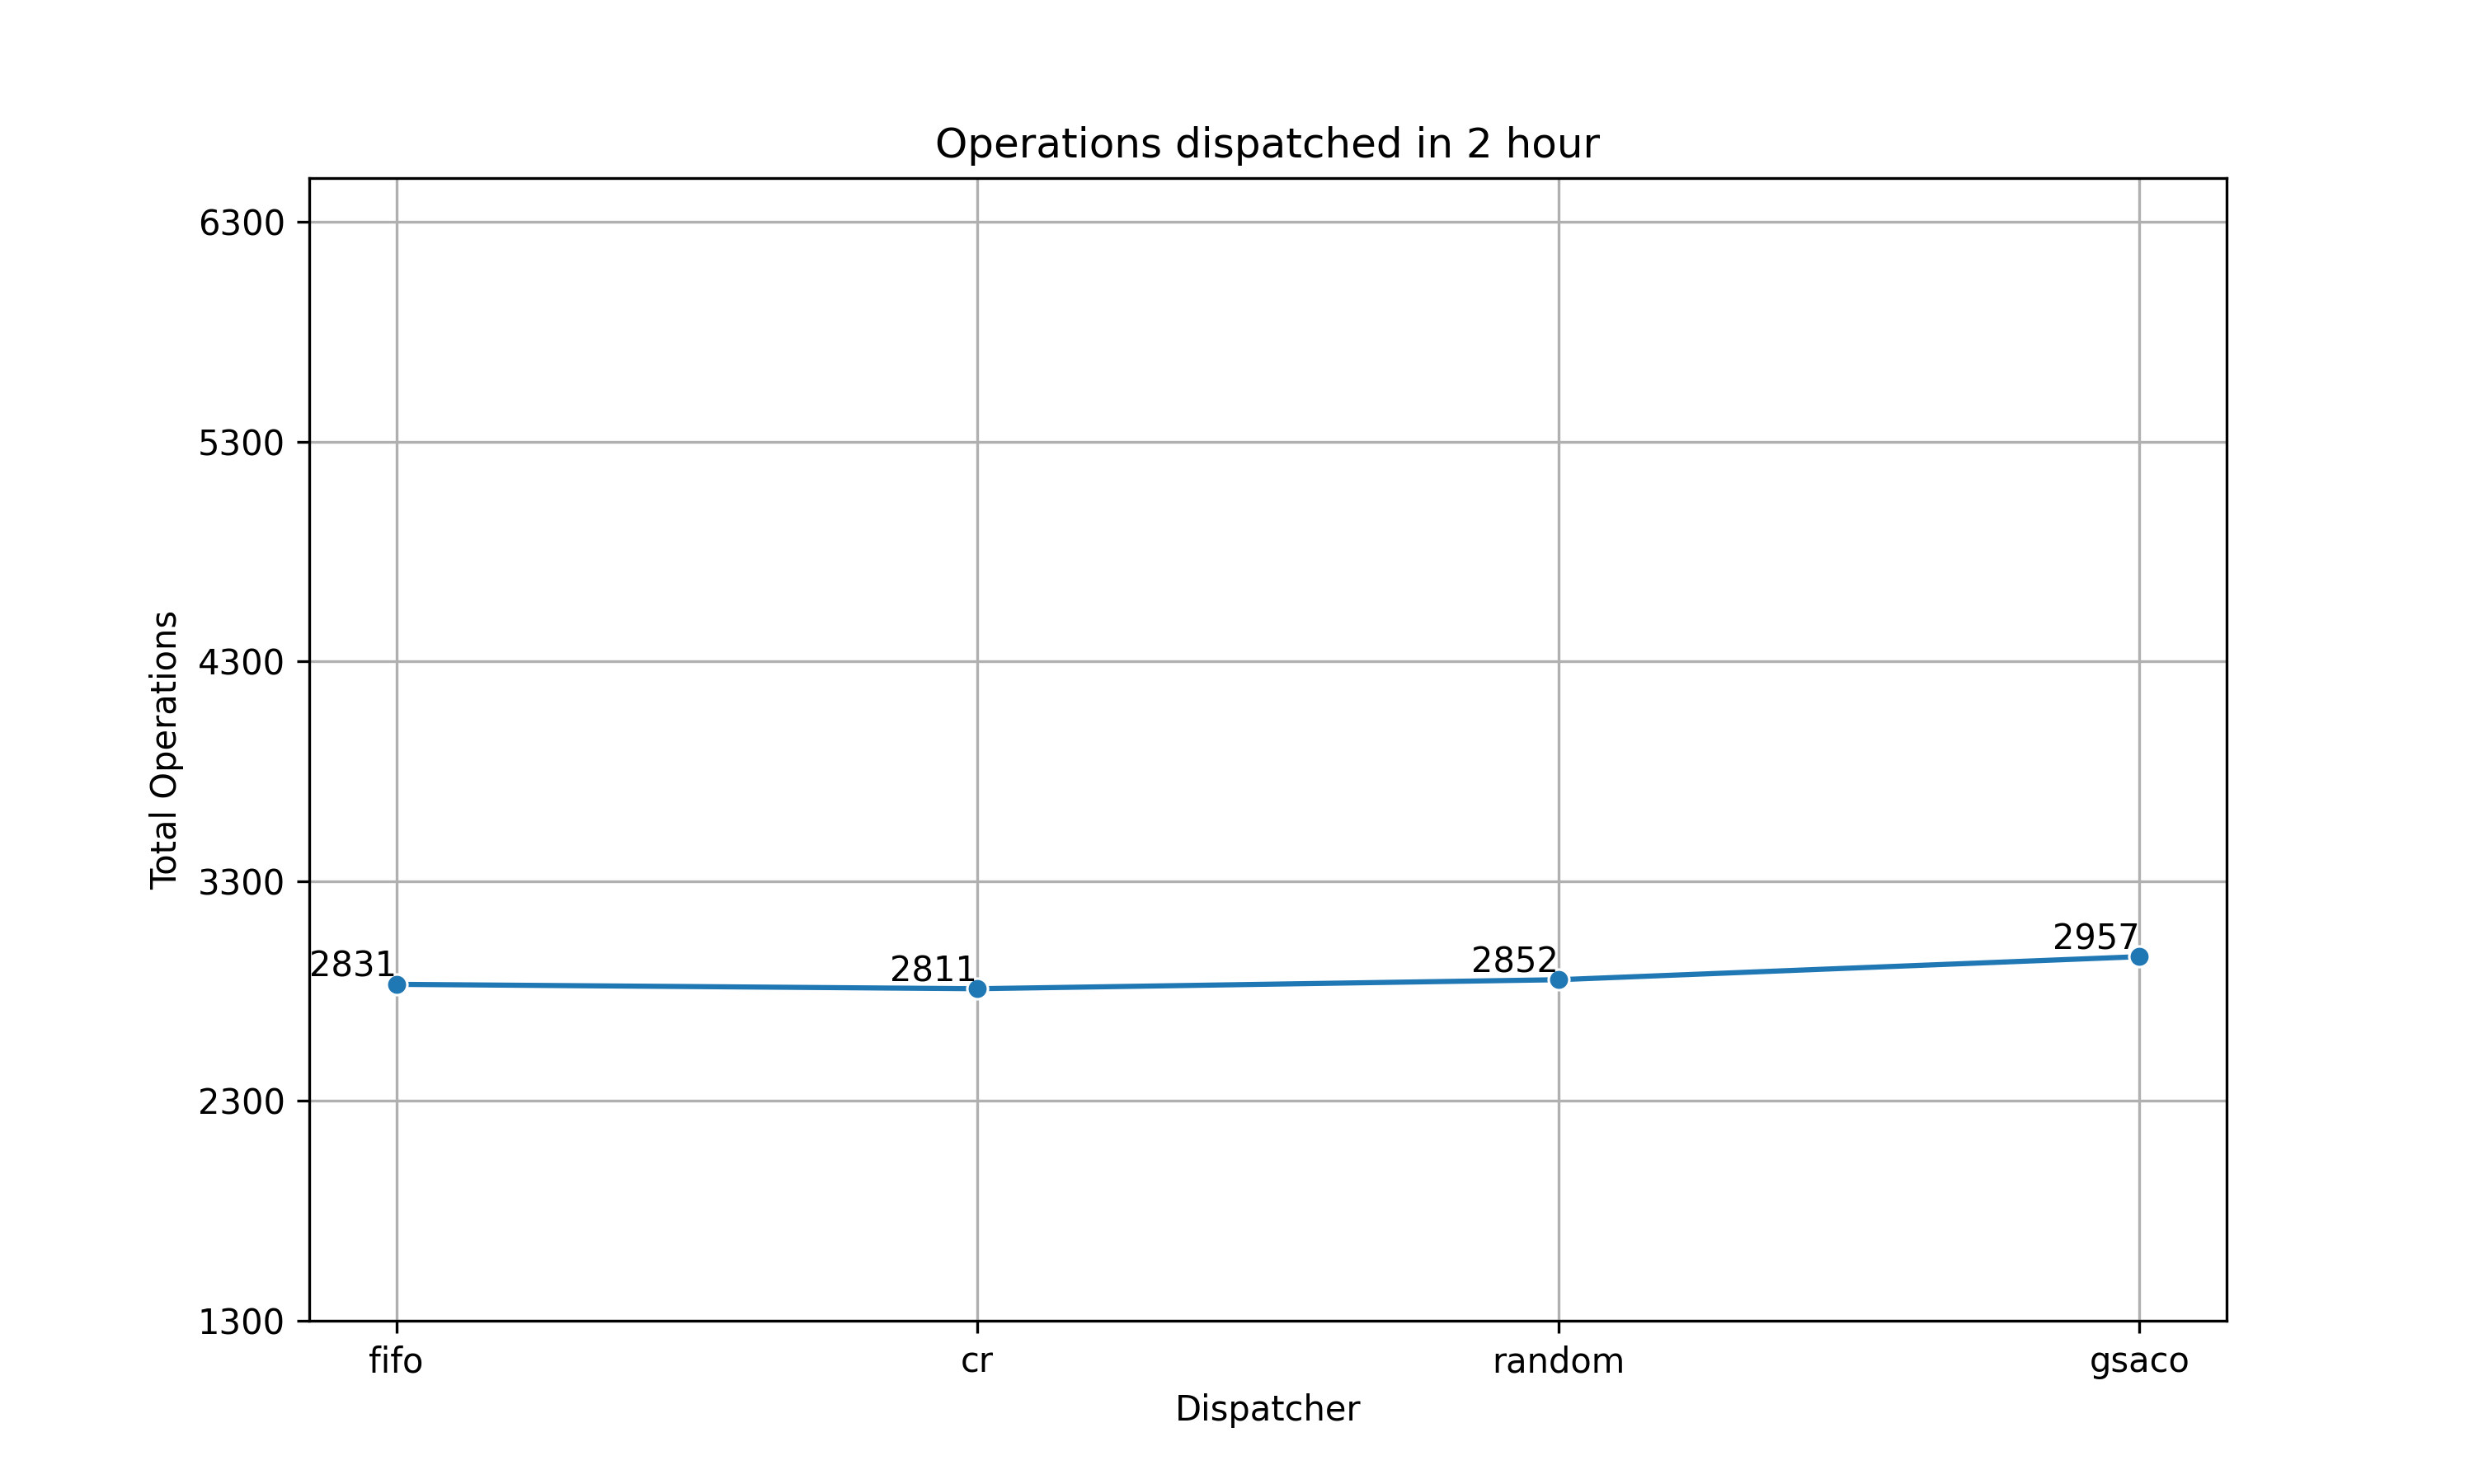 Operations dispatched in 2 hour
6300
5300
4300
3300
2300
1300
Total Operations
2831
2811
2852
2957
fifo
cr
random
gsaco
Dispatcher